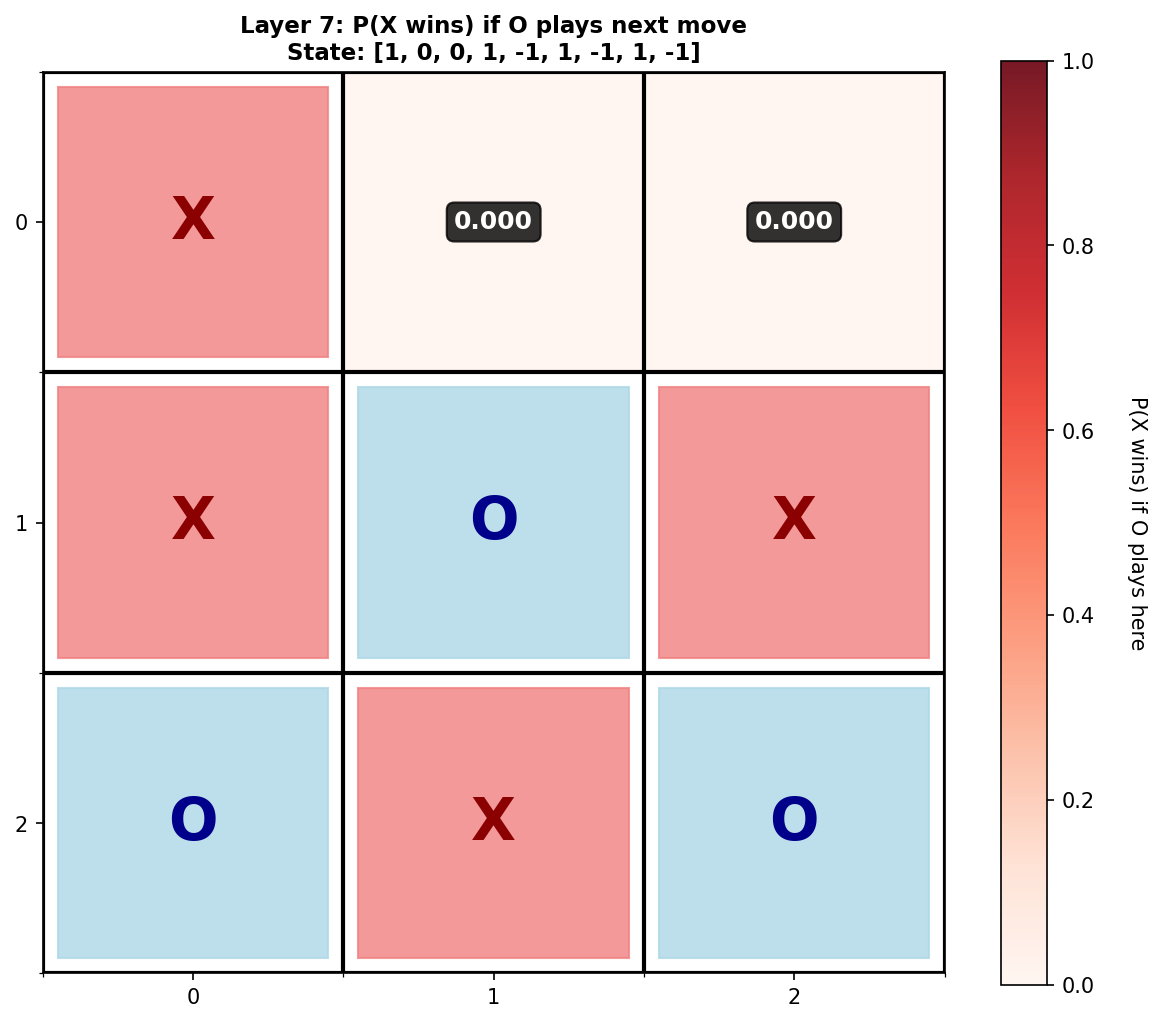 Layer 7: P(X wins) if O plays next move
State: [1, 0, 0, 1, -1, 1, -1, 1, -1]
0
X
0.000
0.000
1
X
O
X
2
O
X
O
0
1
2
1.0
0.8
0.6
0.4
0.2
0.0
P(X wins) if O plays here